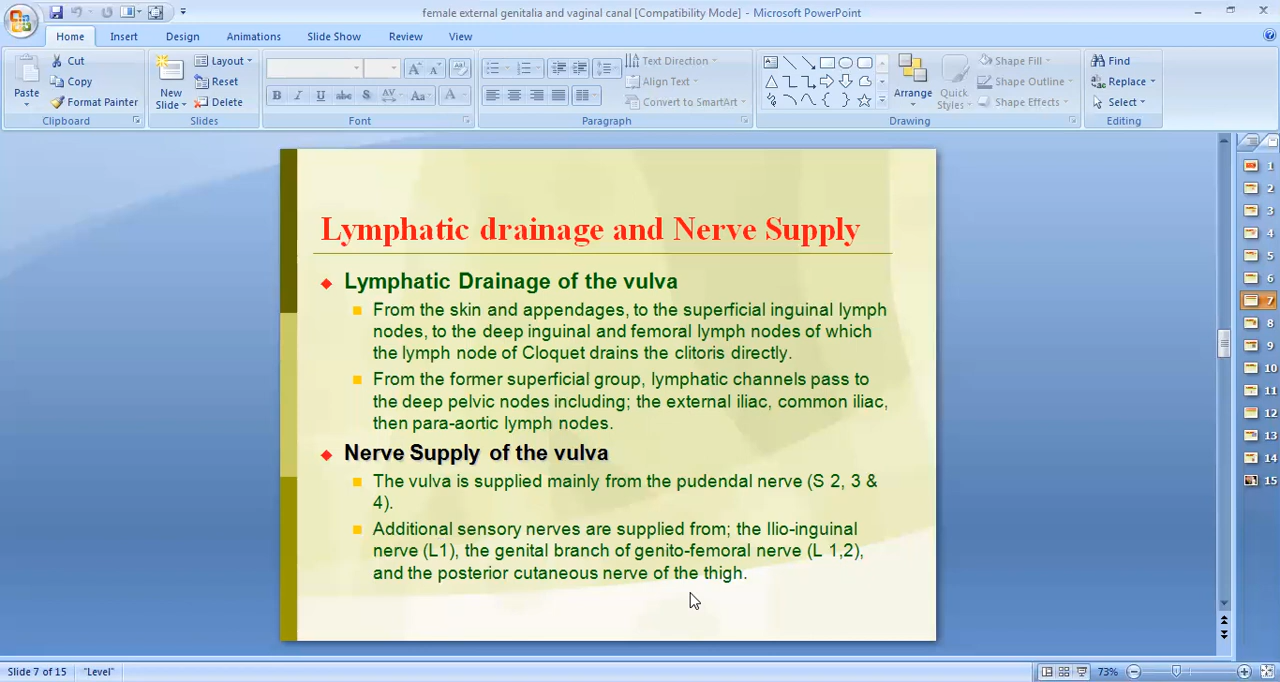 female external genitalia and vaginal canal [Compatibility Mode] - Microsoft PowerPoint
Home Insert Design Animations Slide Show Review View
Cut
Copy
Format Painter
Paste
Clipboard
New
Slide
Layout
Reset
Delete
Slides
B I U abc S AV Aa A
Font
Text Direction
Align Text
Convert to SmartArt
Paragraph
Arrange
Quick
Styles
Shape Fill
Shape Outline
Shape Effects
Drawing
Find
Replace
Select
Editing
Lymphatic drainage and Nerve Supply
Lymphatic Drainage of the vulva
From the skin and appendages, to the superficial inguinal lymph
nodes, to the deep inguinal and femoral lymph nodes of which
the lymph node of Cloquet drains the clitoris directly.
From the former superficial group, lymphatic channels pass to
the deep pelvic nodes including; the external iliac, common iliac,
then para-aortic lymph nodes.
Nerve Supply of the vulva
The vulva is supplied mainly from the pudendal nerve (S 2, 3 &
4).
Additional sensory nerves are supplied from; the Ilio-inguinal
nerve (L1), the genital branch of genito-femoral nerve (L 1,2),
and the posterior cutaneous nerve of the thigh.
1
2
3
4
5
6
7
8
9
10
11
12
13
14
15
Slide 7 of 15 "Level" 73%